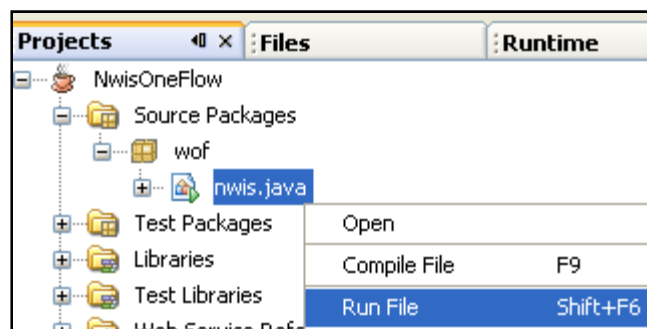 Projects Files Runtime
NwisOneFlow
Source Packages
wof
nwis.java
Test Packages Open
Libraries Compile File F9
Test Libraries Run File Shift+F6